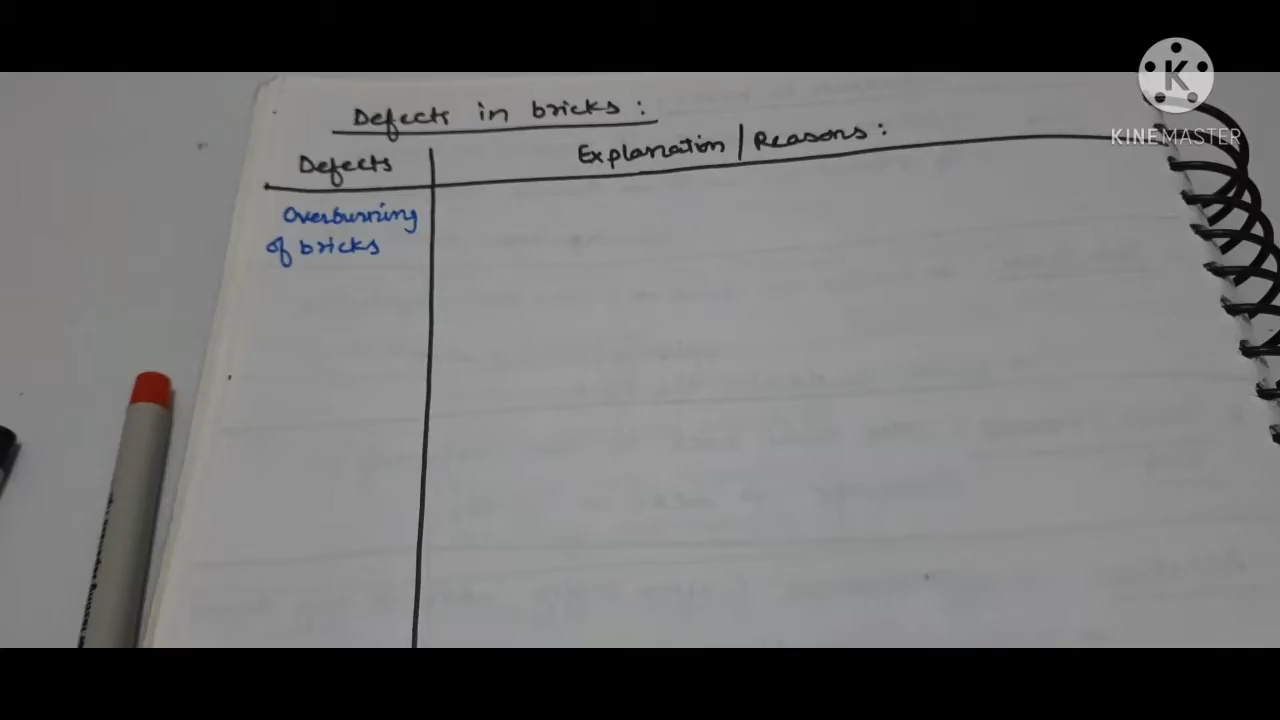 Defects in bricks :
Defects
Explanation | Reasons :
Overburning
of bricks
KINEMASTER